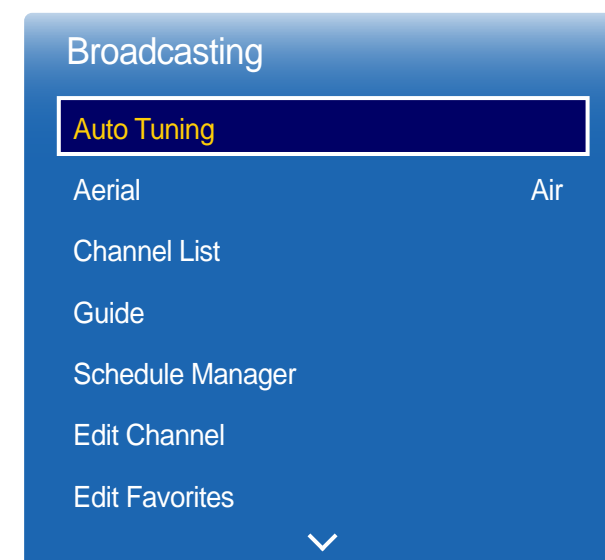 Broadcasting
Auto Tuning
Aerial Air
Channel List
Guide
Schedule Manager
Edit Channel
Edit Favorites